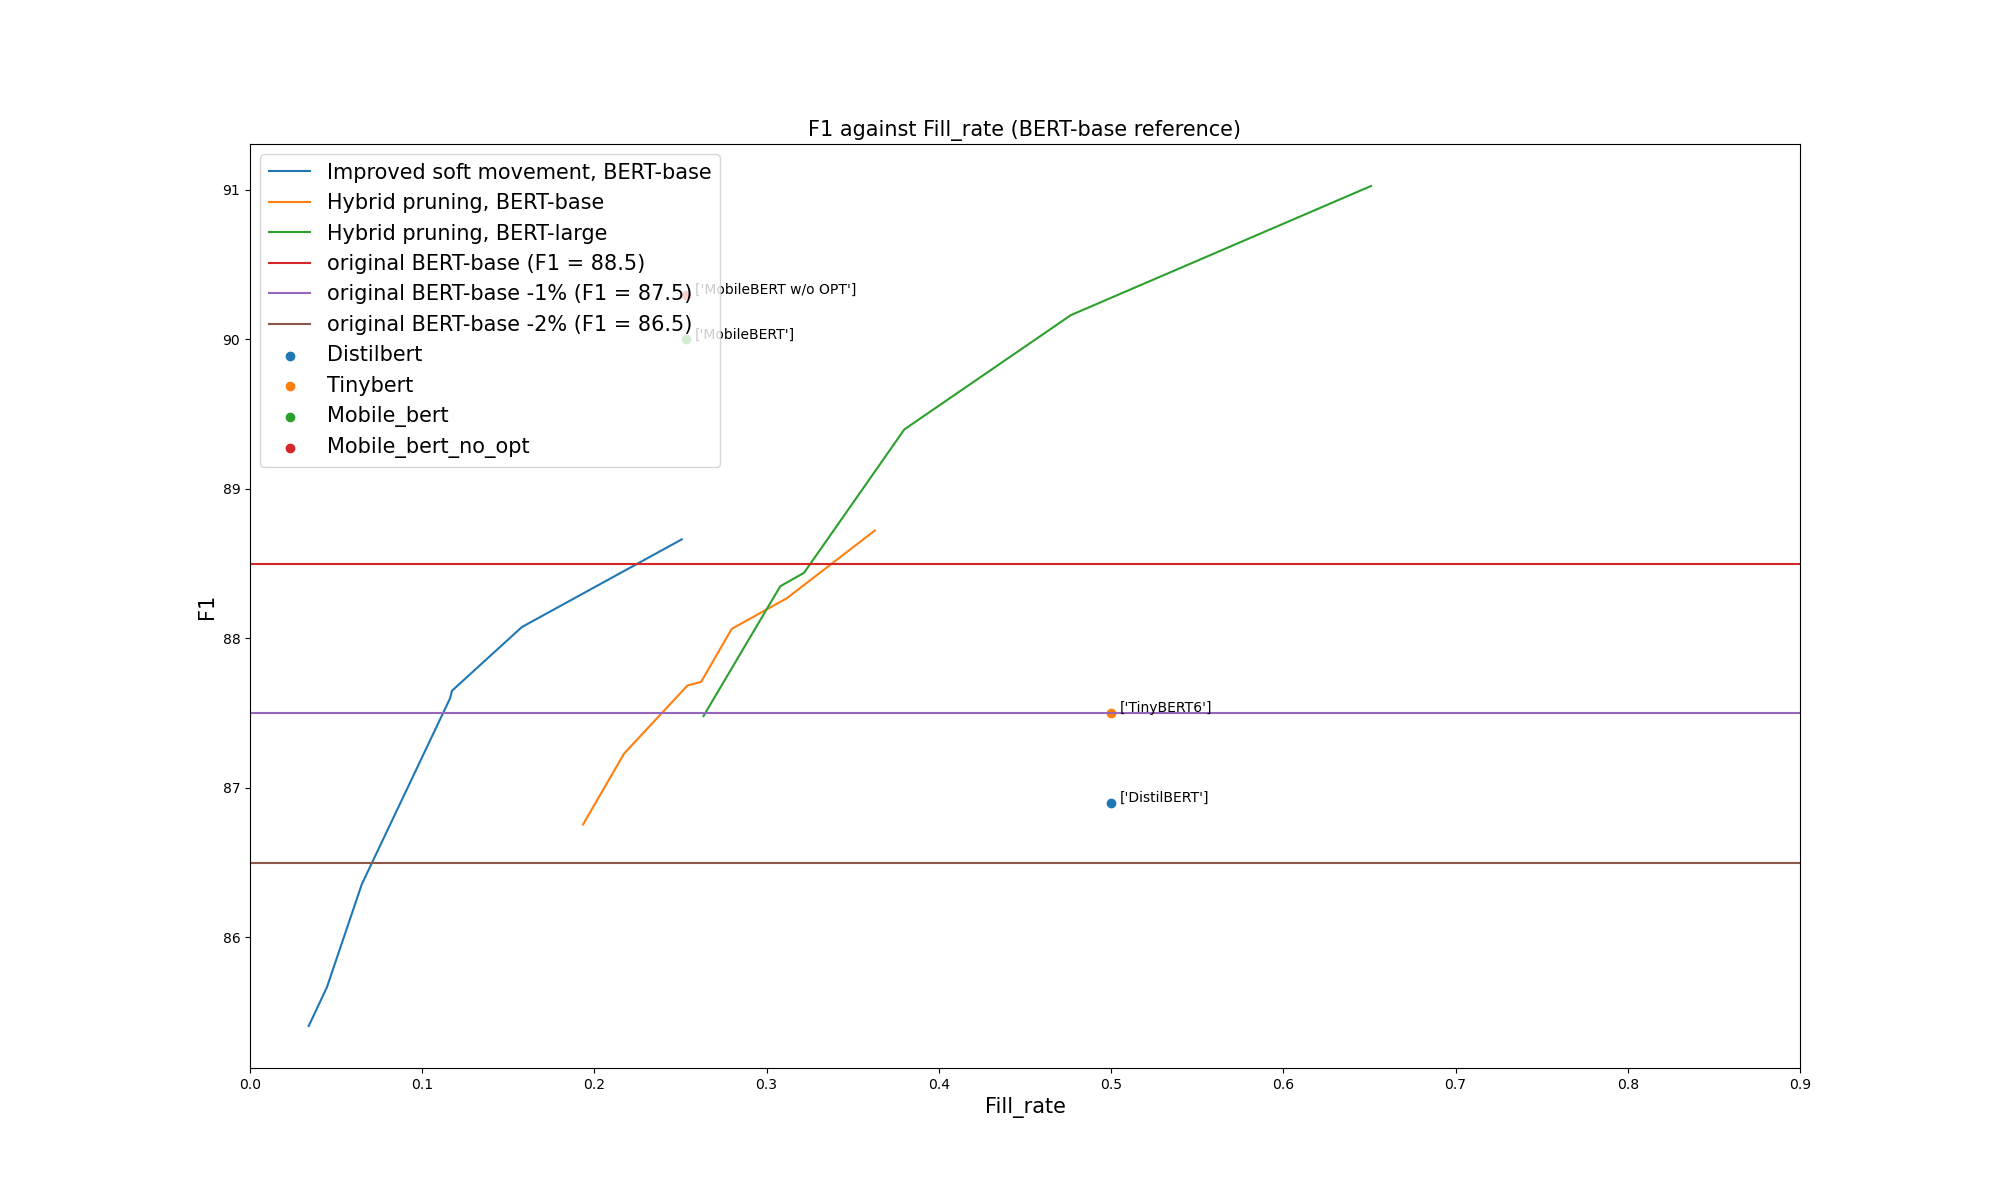 F1 against Fill_rate (BERT-base reference)
Improved soft movement, BERT-base
Hybrid pruning, BERT-base
Hybrid pruning, BERT-large
original BERT-base (F1 = 88.5)
original BERT-base -1% (F1 = 87.5)
original BERT-base -2% (F1 = 86.5)
Distilbert
Tinybert
Mobile_bert
Mobile_bert_no_opt
['MobileBERT w/o OPT']
['MobileBERT']
['TinyBERT6']
['DistilBERT']
91
90
89
88
87
86
F1
0.0 0.1 0.2 0.3 0.4 0.5 0.6 0.7 0.8 0.9
Fill_rate